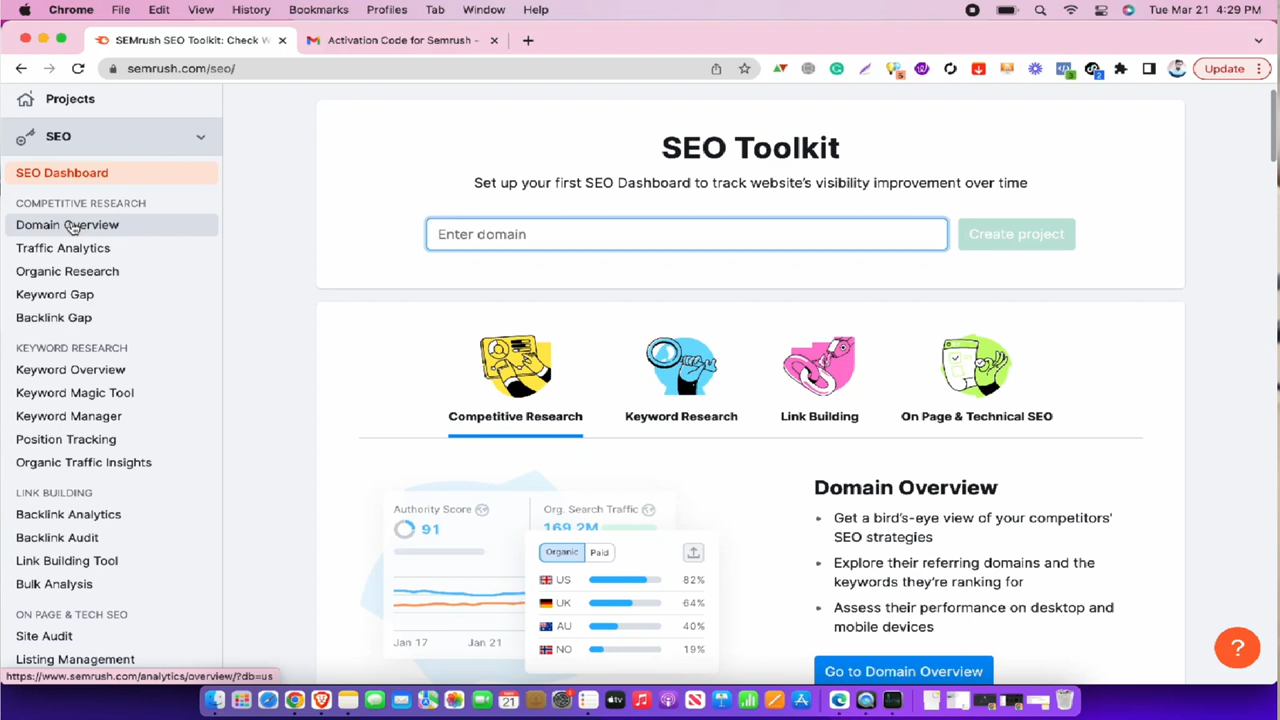 Chrome File Edit View History Bookmarks Profiles Tab Window Help Tue Mar 21 4:29 PM
SEMrush SEO Toolkit: Check W
Activation Code for Semrush -
semrush.com/seo/
5
3
2
Update
Projects
SEO
SEO Dashboard
COMPETITIVE RESEARCH
Domain Overview
Traffic Analytics
Organic Research
Keyword Gap
Backlink Gap
KEYWORD RESEARCH
Keyword Overview
Keyword Magic Tool
Keyword Manager
Position Tracking
Organic Traffic Insights
LINK BUILDING
Backlink Analytics
Backlink Audit
Link Building Tool
Bulk Analysis
ON PAGE & TECH SEO
Site Audit
Listing Management
https://www.semrush.com/analytics/overview/?db=us
SEO Toolkit
Set up your first SEO Dashboard to track website's visibility improvement over time
Enter domain
Create project
Competitive Research
Keyword Research
Link Building
On Page & Technical SEO
Authority Score
91
Org. Search Traffic
169.2M
Organic Paid
US 82%
UK 64%
AU 40%
NO 19%
Jan 17 Jan 21
Domain Overview
Get a bird's-eye view of your competitors'
SEO strategies
Explore their referring domains and the
keywords they're ranking for
Assess their performance on desktop and
mobile devices
Go to Domain Overview
?
21